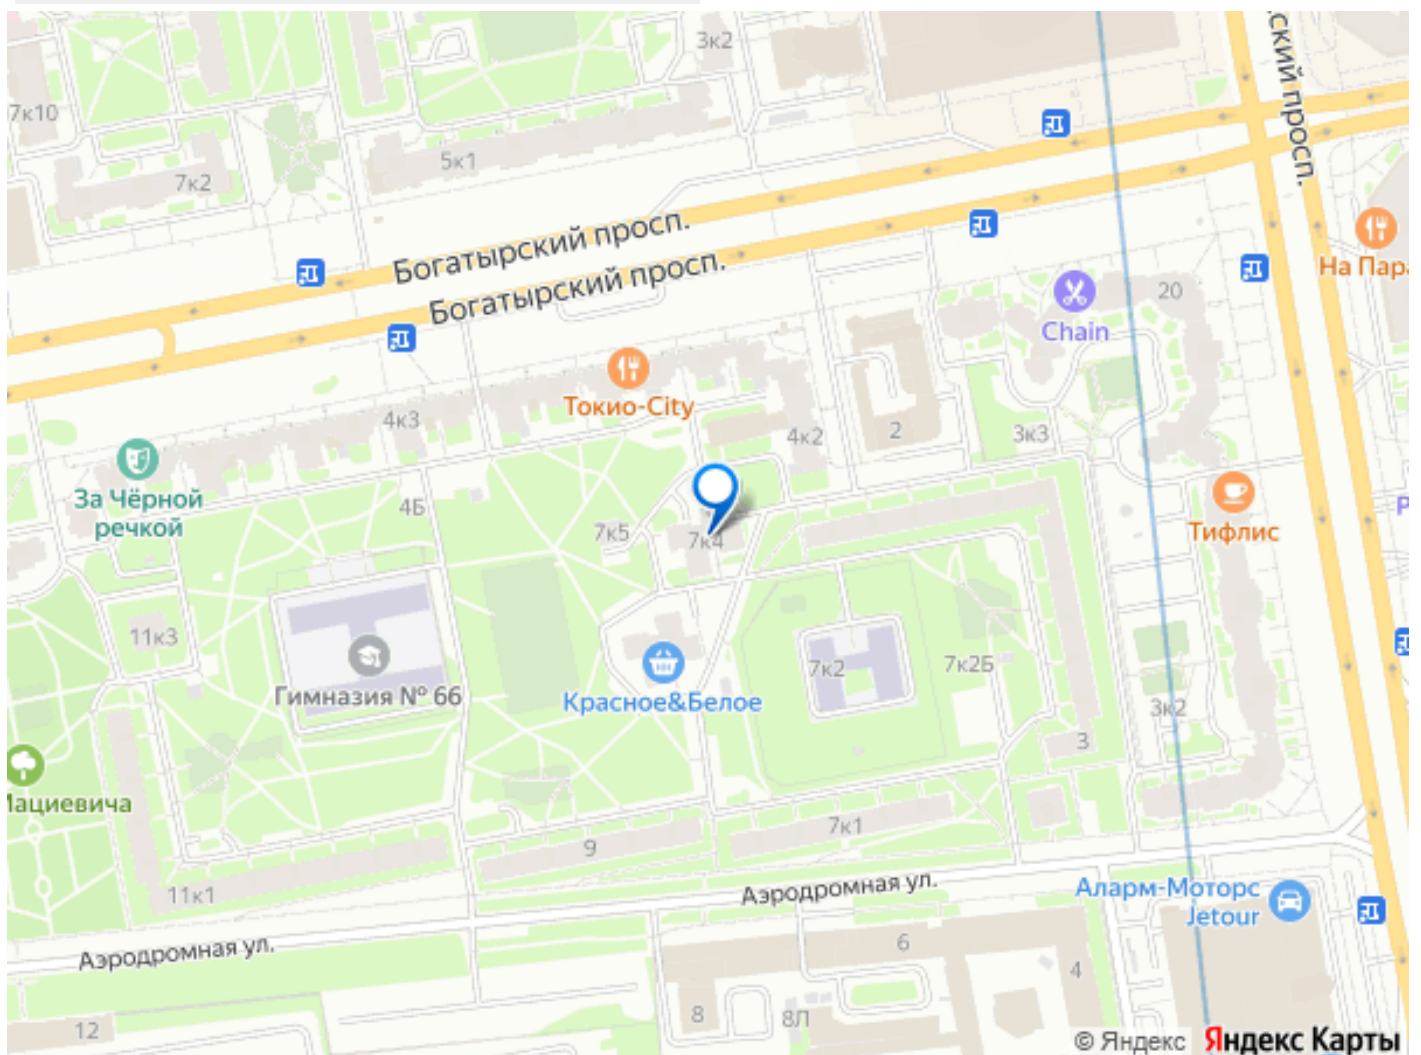 3к2
ский просп.
7к10
5к1
7к2
Богатырский просп.
Богатырский просп.
На Пара
20
Chain
Токио-City
4к3
4к2
2
3к3
За Чёрной
речкой
4Б
7к5
7к4
Тифлис
11к3
7к2
7к2Б
Гимназия № 66
Красное&Белое
3к2
3
Мациевича
7к1
9
11к1
Аэродромная ул.
Аларм-Моторс
Jetour
Аэродромная ул.
6
4
8
8Л
12
© Яндекс
Яндекс Карты